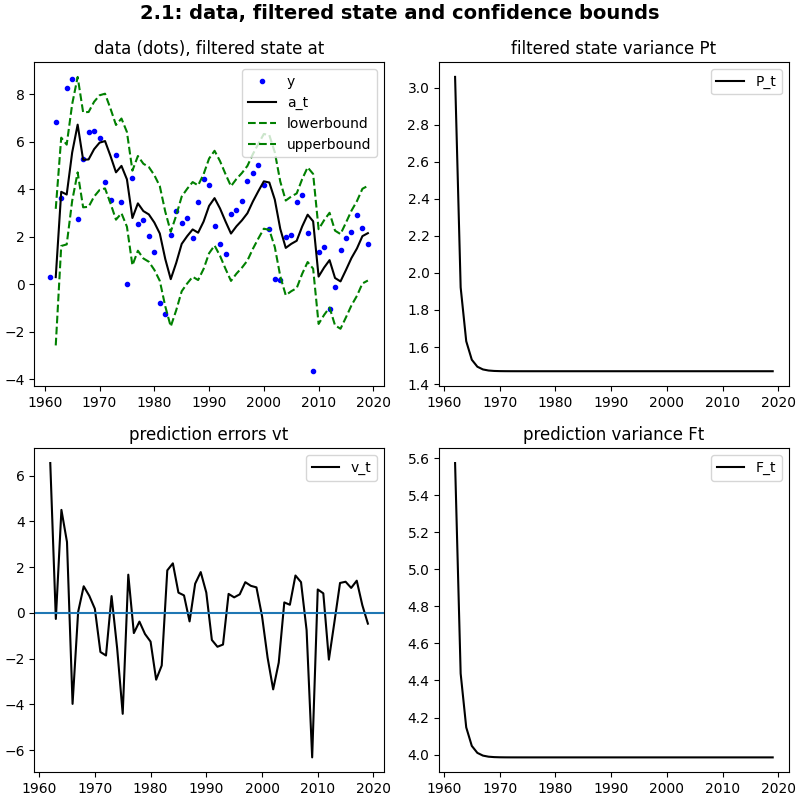 2.1: data, filtered state and confidence bounds
data (dots), filtered state at
y
a_t
lowerbound
upperbound
8
6
4
2
0
−2
−4
1960 1970 1980 1990 2000 2010 2020
filtered state variance Pt
P_t
3.0
2.8
2.6
2.4
2.2
2.0
1.8
1.6
1.4
1960 1970 1980 1990 2000 2010 2020
prediction errors vt
v_t
6
4
2
0
−2
−4
−6
1960 1970 1980 1990 2000 2010 2020
prediction variance Ft
F_t
5.6
5.4
5.2
5.0
4.8
4.6
4.4
4.2
4.0
1960 1970 1980 1990 2000 2010 2020